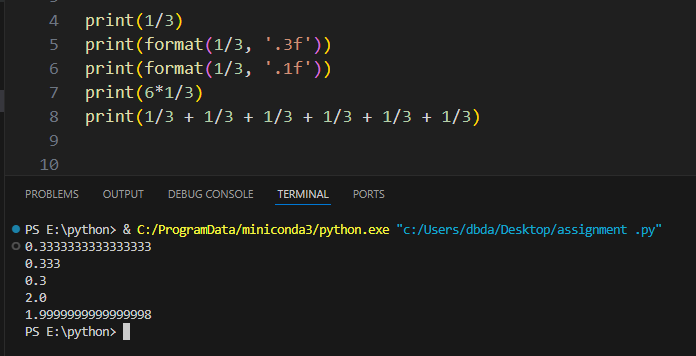 4 print(1/3)
5 print(format(1/3, '.3f'))
6 print(format(1/3, '.1f'))
7 print(6*1/3)
8 print(1/3 + 1/3 + 1/3 + 1/3 + 1/3 + 1/3)
9
10
PROBLEMS OUTPUT DEBUG CONSOLE TERMINAL PORTS
PS E:\python> & C:/ProgramData/miniconda3/python.exe "c:/Users/dbda/Desktop/assignment .py"
0.3333333333333333
0.333
0.3
2.0
1.9999999999999998
PS E:\python>